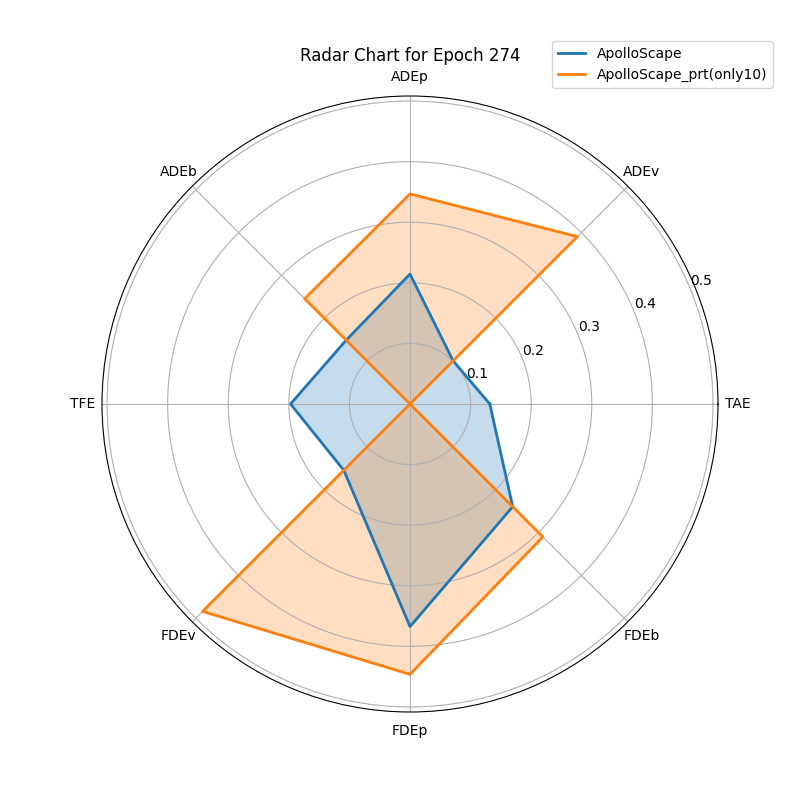 Radar Chart for Epoch 274
ApolloScape
ApolloScape_prt(only10)
ADEp
ADEb
ADEv
0.5
0.4
0.3
0.2
0.1
TFE
TAE
FDEv
FDEb
FDEp